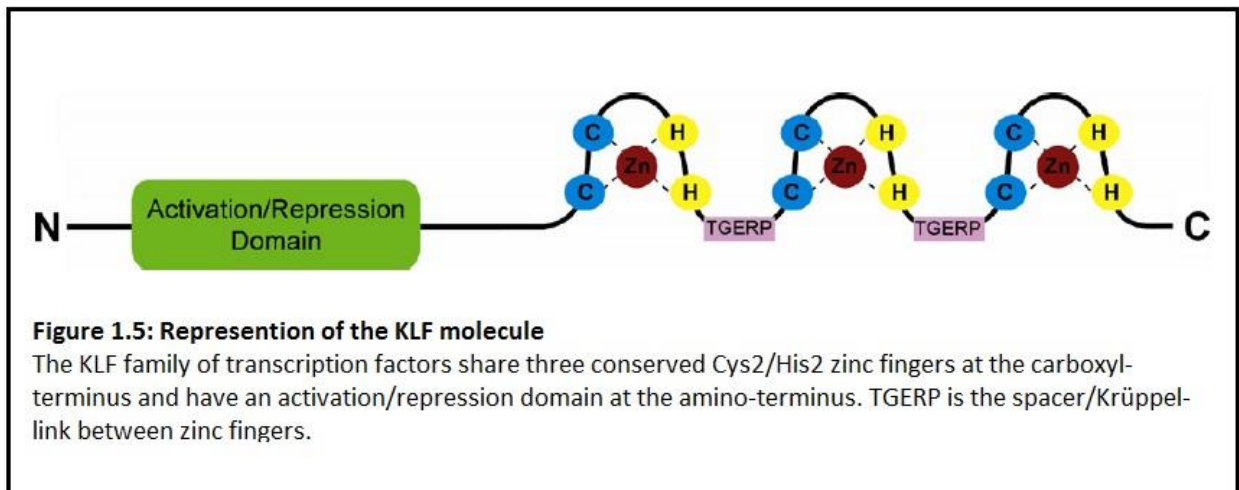 C H C H C H
Zn Zn Zn
C H C H C H
N Activation/Repression Domain TGERP TGERP C
Figure 1.5: Represention of the KLF molecule
The KLF family of transcription factors share three conserved Cys2/His2 zinc fingers at the carboxyl-
terminus and have an activation/repression domain at the amino-terminus. TGERP is the spacer/Krüppel-
link between zinc fingers.